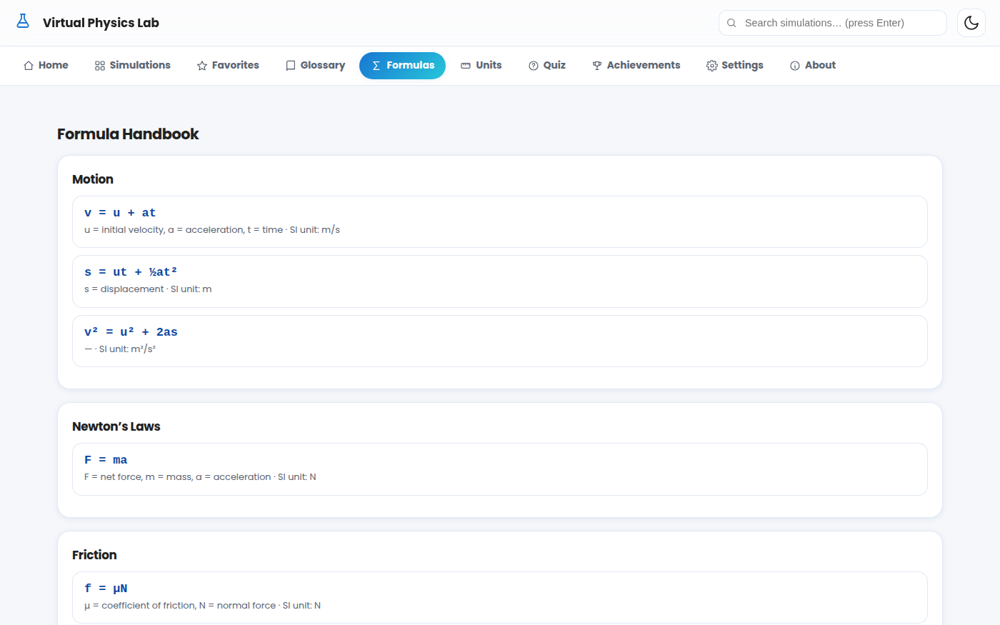 Virtual Physics Lab
Search simulations… (press Enter)
Home Simulations Favorites Glossary Formulas Units Quiz Achievements Settings About
Formula Handbook
Motion
v = u + at
u = initial velocity, a = acceleration, t = time · SI unit: m/s
s = ut + ½at²
s = displacement · SI unit: m
v² = u² + 2as
— · SI unit: m²/s²
Newton’s Laws
F = ma
F = net force, m = mass, a = acceleration · SI unit: N
Friction
f = μN
μ = coefficient of friction, N = normal force · SI unit: N